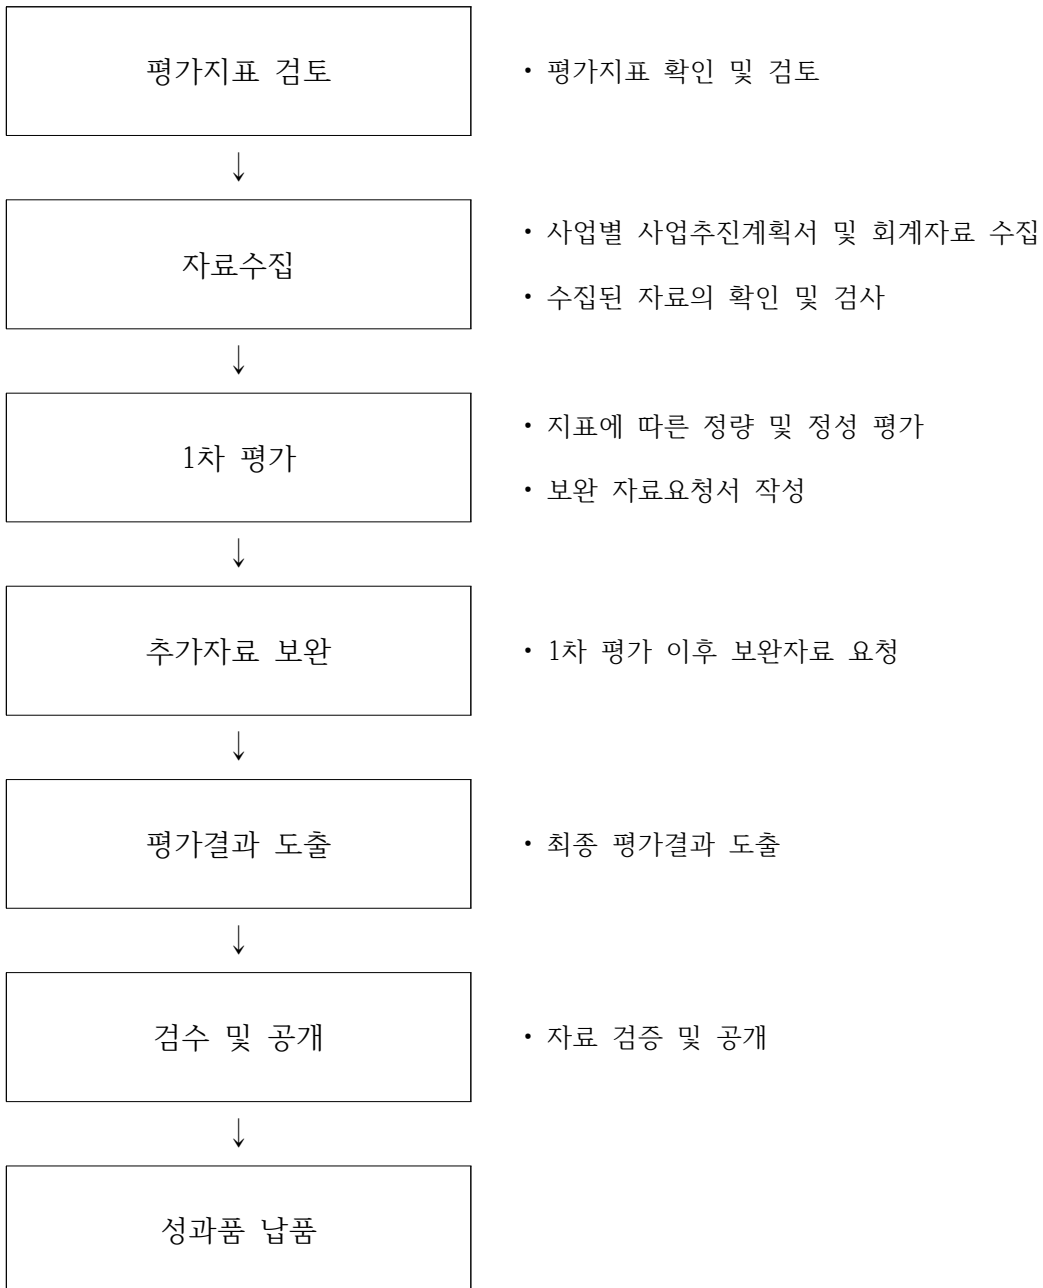 평가지표 검토
• 평가지표 확인 및 검토
↓
자료수집
• 사업별 사업추진계획서 및 회계자료 수집
• 수집된 자료의 확인 및 검사
↓
1차 평가
• 지표에 따른 정량 및 정성 평가
• 보완 자료요청서 작성
↓
추가자료 보완
• 1차 평가 이후 보완자료 요청
↓
평가결과 도출
• 최종 평가결과 도출
↓
검수 및 공개
• 자료 검증 및 공개
↓
성과품 납품